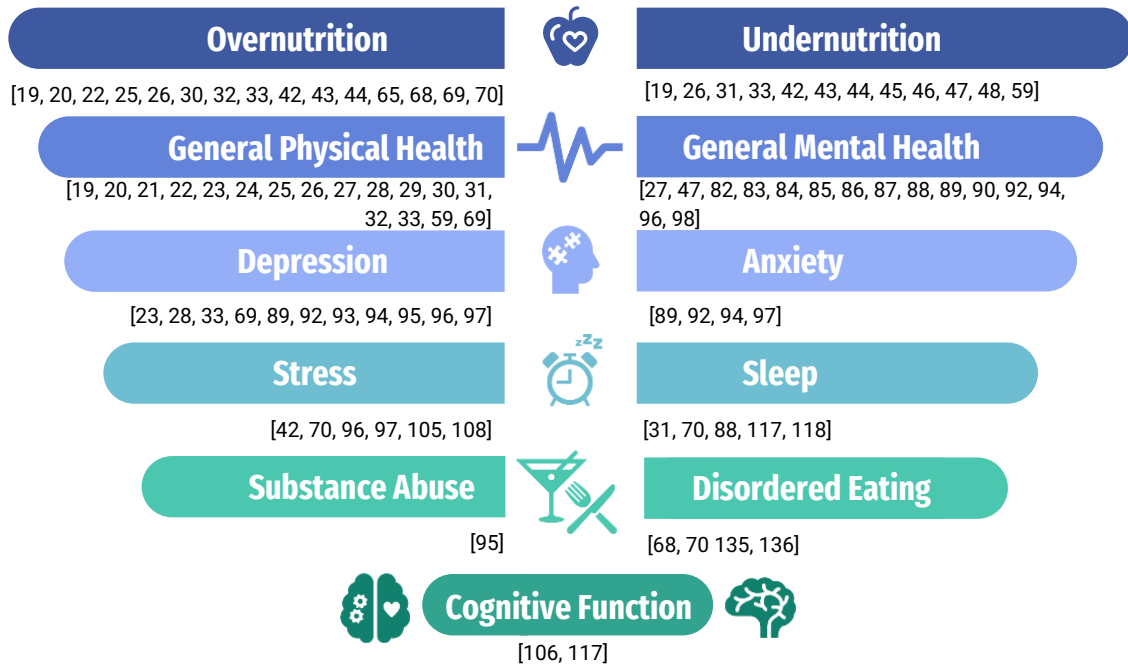 Overnutrition
Undernutrition
[19, 20, 22, 25, 26, 30, 32, 33, 42, 43, 44, 65, 68, 69, 70]
[19, 26, 31, 33, 42, 43, 44, 45, 46, 47, 48, 59]
General Physical Health
General Mental Health
[19, 20, 21, 22, 23, 24, 25, 26, 27, 28, 29, 30, 31,
32, 33, 59, 69]
[27, 47, 82, 83, 84, 85, 86, 87, 88, 89, 90, 92, 94,
96, 98]
Depression
Anxiety
[23, 28, 33, 69, 89, 92, 93, 94, 95, 96, 97]
[89, 92, 94, 97]
zzZZ
Stress
Sleep
[42, 70, 96, 97, 105, 108]
[31, 70, 88, 117, 118]
Substance Abuse
Disordered Eating
[95]
[68, 70 135, 136]
Cognitive Function
[106, 117]